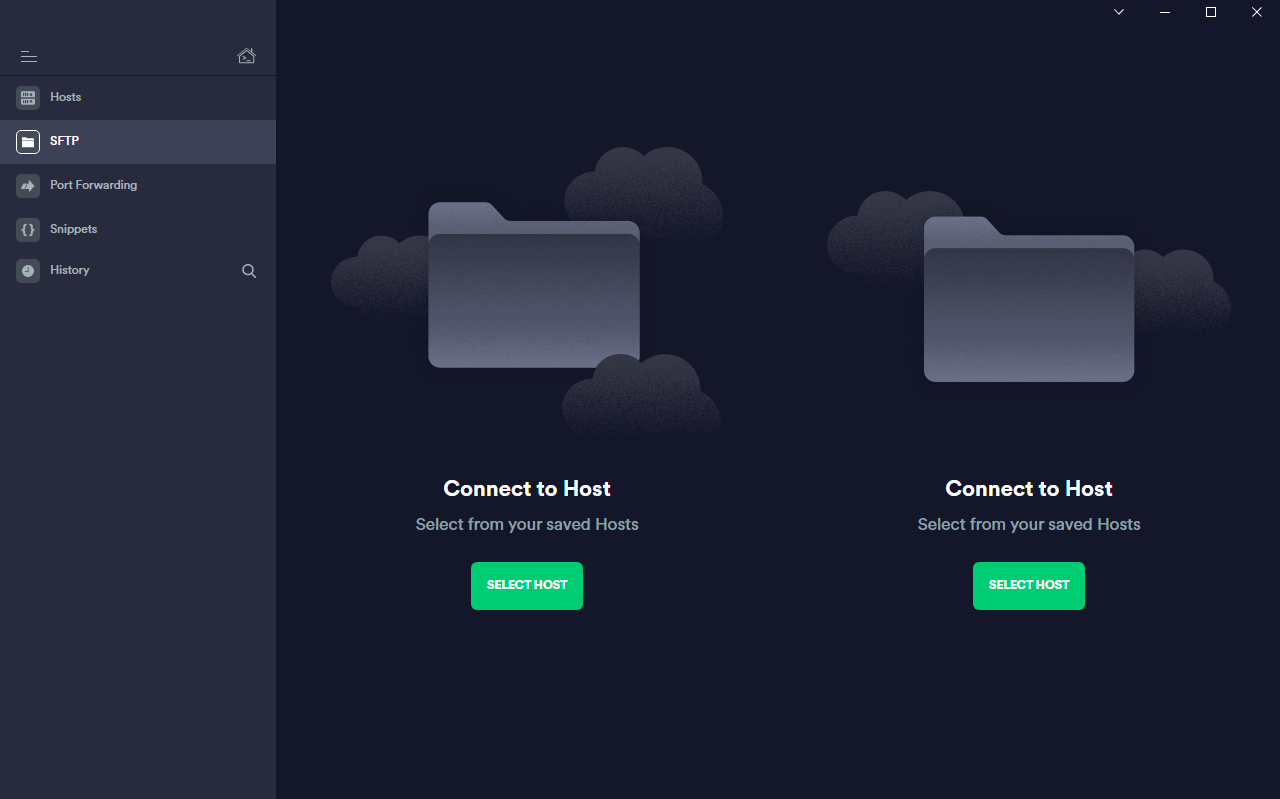 Hosts
SFTP
Port Forwarding
Snippets
History
Connect to Host
Select from your saved Hosts
SELECT HOST
Connect to Host
Select from your saved Hosts
SELECT HOST